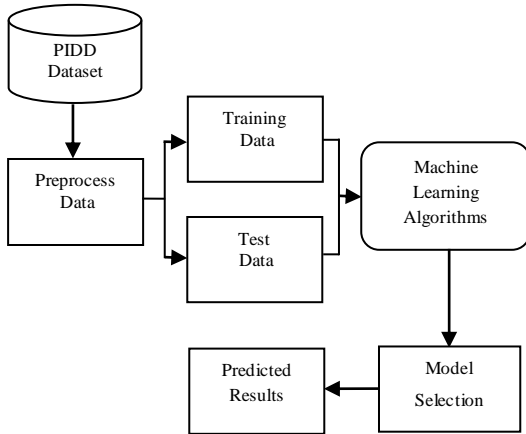 PIDD
Dataset
Preprocess
Data
Training
Data
Test
Data
Machine
Learning
Algorithms
Model
Selection
Predicted
Results